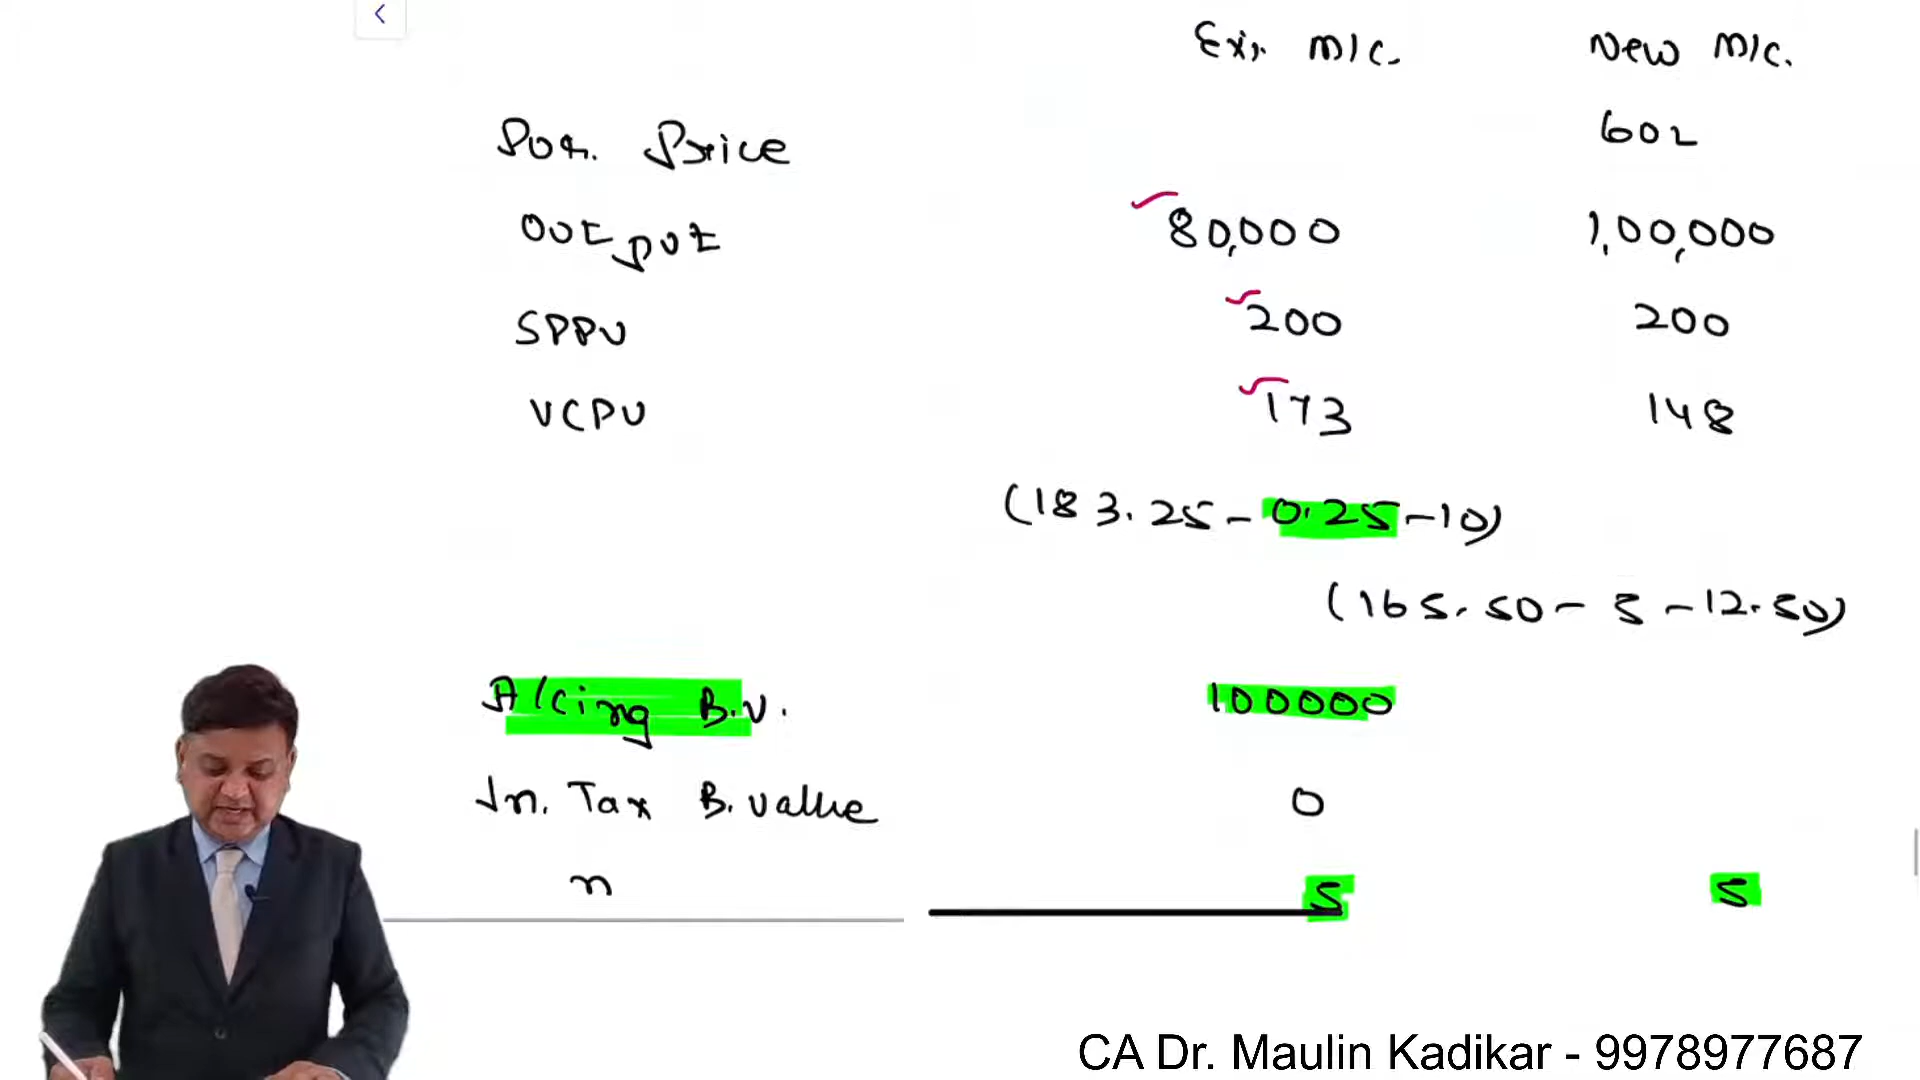 Exi. M/c. New M/c.
Pur. Price 60L
Output 80,000 1,00,000
SPPU 200 200
VCPU 173 148
(183.25 - 0.25 - 10)
(165.50 - 5 - 12.50)
A/cing B.V. 100000
In. Tax B. Value 0
n 5 5
CA Dr. Maulin Kadikar - 9978977687